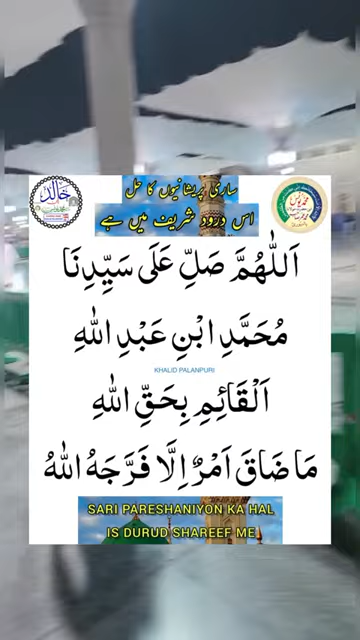 ساری پریشانیوں کا حل
اس درود شریف میں ہے
خالد
اَللّٰهُمَّ صَلِّ عَلَى سَيِّدِنَا
مُحَمَّدِ ابْنِ عَبْدِ اللهِ
KHALID PALANPURI
اَلْقَائِمِ بِحَقِّ اللهِ
مَا ضَاقَ اَمْرٌ اِلَّا فَرَّجَهُ اللهُ
SARI PARESHANIYON KA HAL
IS DURUD SHAREEF ME